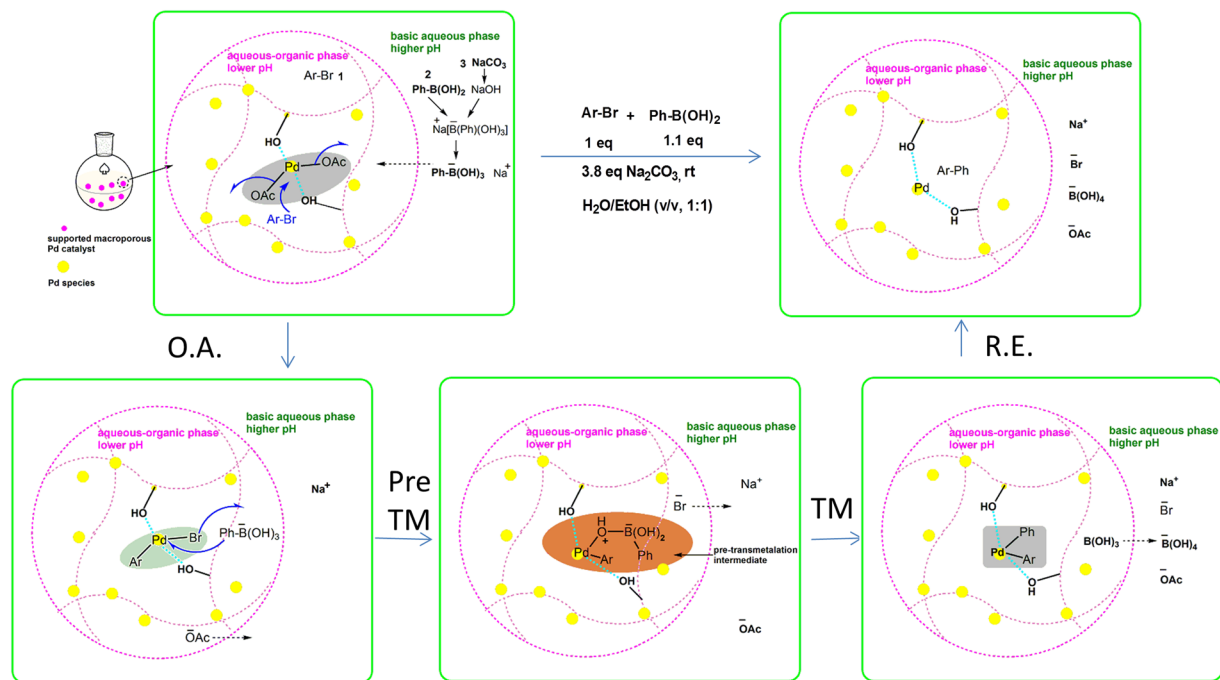 aqueous-organic phase
lower pH
basic aqueous phase
higher pH
Ar-Br 1
2
Ph-B(OH)2
3 NaCO3
NaOH
+
Na[B(Ph)(OH)3]
Ph-B(OH)3 Na+
HO
Pd
OAc
OAc
OH
Ar-Br
supported macroporous
Pd catalyst
Pd species
Ar-Br + Ph-B(OH)2
1 eq 1.1 eq
3.8 eq Na2CO3, rt
H2O/EtOH (v/v, 1:1)
aqueous-organic phase
lower pH
basic aqueous phase
higher pH
HO
Ar-Ph
Pd
O
H
Na+
Br
B(OH)4
OAc
O.A.
R.E.
aqueous-organic phase
lower pH
basic aqueous phase
higher pH
Na+
HO
Pd Br
Ph-B(OH)3
Ar
HO
OAc
Pre
TM
aqueous-organic phase
lower pH
basic aqueous phase
higher pH
Na+
Br
HO
H
O
+
B(OH)2
Pd
Ar
Ph
pre-transmetalation
intermediate
OH
OAc
TM
aqueous-organic phase
lower pH
basic aqueous phase
higher pH
HO
Ph
Pd
Ar
O
H
Na+
Br
B(OH)3
B(OH)4
OAc